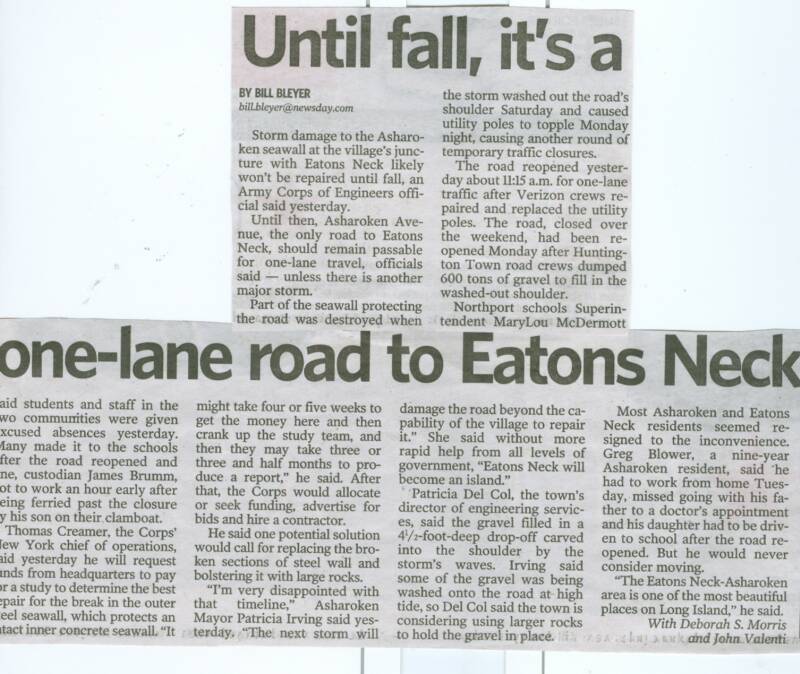 Until fall, it's a
BY BILL BLEYER
bill.bleyer@newsday.com
Storm damage to the Asharo-
ken seawall at the village's junc-
ture with Eatons Neck likely
won't be repaired until fall, an
Army Corps of Engineers offi-
cial said yesterday.
Until then, Asharoken Ave-
nue, the only road to Eatons
Neck, should remain passable
for one-lane travel, officials
said — unless there is another
major storm.
Part of the seawall protecting
the road was destroyed when
the storm washed out the road's
shoulder Saturday and caused
utility poles to topple Monday
night, causing another round of
temporary traffic closures.
The road reopened yester-
day about 11:15 a.m. for one-lane
traffic after Verizon crews re-
paired and replaced the utility
poles. The road, closed over
the weekend, had been re-
opened Monday after Hunting-
ton Town road crews dumped
600 tons of gravel to fill in the
washed-out shoulder.
Northport schools Superin-
tendent MaryLou McDermott
one-lane road to Eatons Neck
aid students and staff in the
wo communities were given
xcused absences yesterday.
Many made it to the schools
fter the road reopened and
ne, custodian James Brumm,
ot to work an hour early after
eing ferried past the closure
y his son on their clamboat.
Thomas Creamer, the Corps'
New York chief of operations,
aid yesterday he will request
unds from headquarters to pay
or a study to determine the best
epair for the break in the outer
eel seawall, which protects an
ntact inner concrete seawall. "It
might take four or five weeks to
get the money here and then
crank up the study team, and
then they may take three or
three and half months to pro-
duce a report," he said. After
that, the Corps would allocate
or seek funding, advertise for
bids and hire a contractor.
He said one potential solution
would call for replacing the bro-
ken sections of steel wall and
bolstering it with large rocks.
"I'm very disappointed with
that timeline," Asharoken
Mayor Patricia Irving said yes-
terday. "The next storm will
damage the road beyond the ca-
pability of the village to repair
it." She said without more
rapid help from all levels of
government, "Eatons Neck will
become an island."
Patricia Del Col, the town's
director of engineering servic-
es, said the gravel filled in a
4½-foot-deep drop-off carved
into the shoulder by the
storm's waves. Irving said
some of the gravel was being
washed onto the road at high
tide, so Del Col said the town is
considering using larger rocks
to hold the gravel in place.
Most Asharoken and Eatons
Neck residents seemed re-
signed to the inconvenience.
Greg Blower, a nine-year
Asharoken resident, said he
had to work from home Tues-
day, missed going with his fa-
ther to a doctor's appointment
and his daughter had to be driv-
en to school after the road re-
opened. But he would never
consider moving.
"The Eatons Neck-Asharoken
area is one of the most beautiful
places on Long Island," he said.
With Deborah S. Morris
and John Valenti